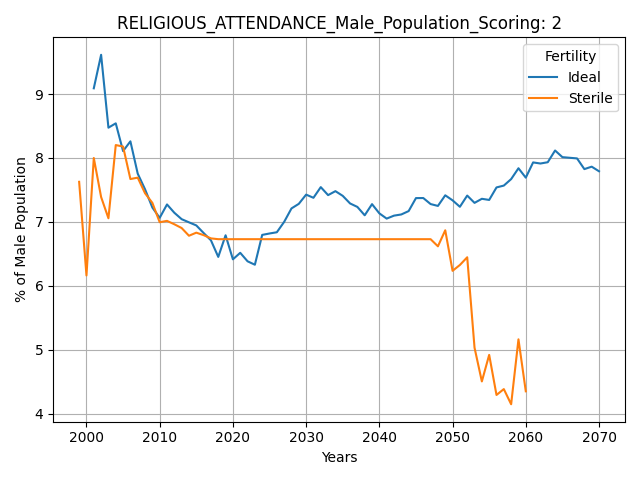 RELIGIOUS_ATTENDANCE_Male_Population_Scoring: 2
Fertility
Ideal
Sterile
% of Male Population
9
8
7
6
5
4
2000 2010 2020 2030 2040 2050 2060 2070
Years